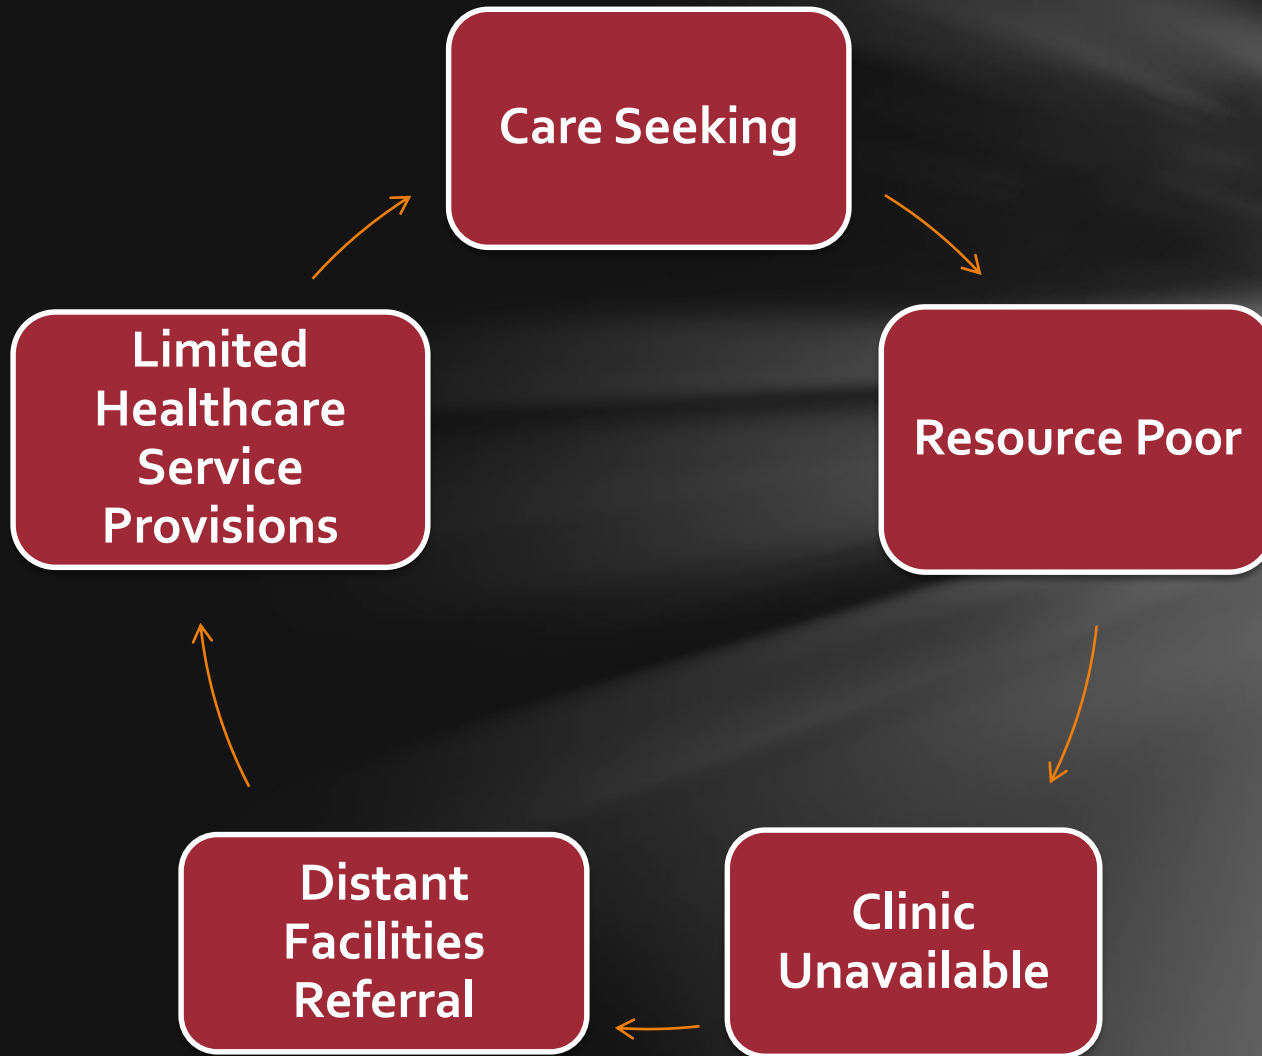 Care Seeking
Resource Poor
Clinic
Unavailable
Distant
Facilities
Referral
Limited
Healthcare
Service
Provisions